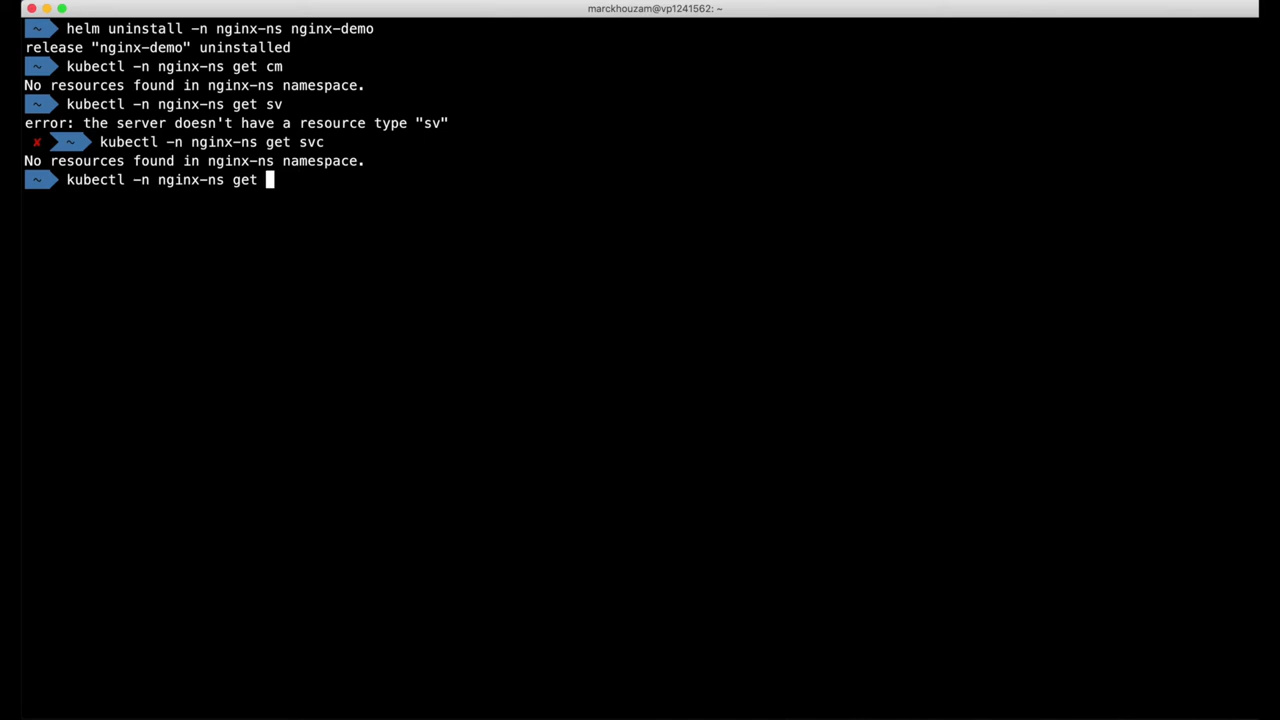 marckhouzam@vp1241562: ~
~ helm uninstall -n nginx-ns nginx-demo
release "nginx-demo" uninstalled
~ kubectl -n nginx-ns get cm
No resources found in nginx-ns namespace.
~ kubectl -n nginx-ns get sv
error: the server doesn't have a resource type "sv"
✘ ~ kubectl -n nginx-ns get svc
No resources found in nginx-ns namespace.
~ kubectl -n nginx-ns get